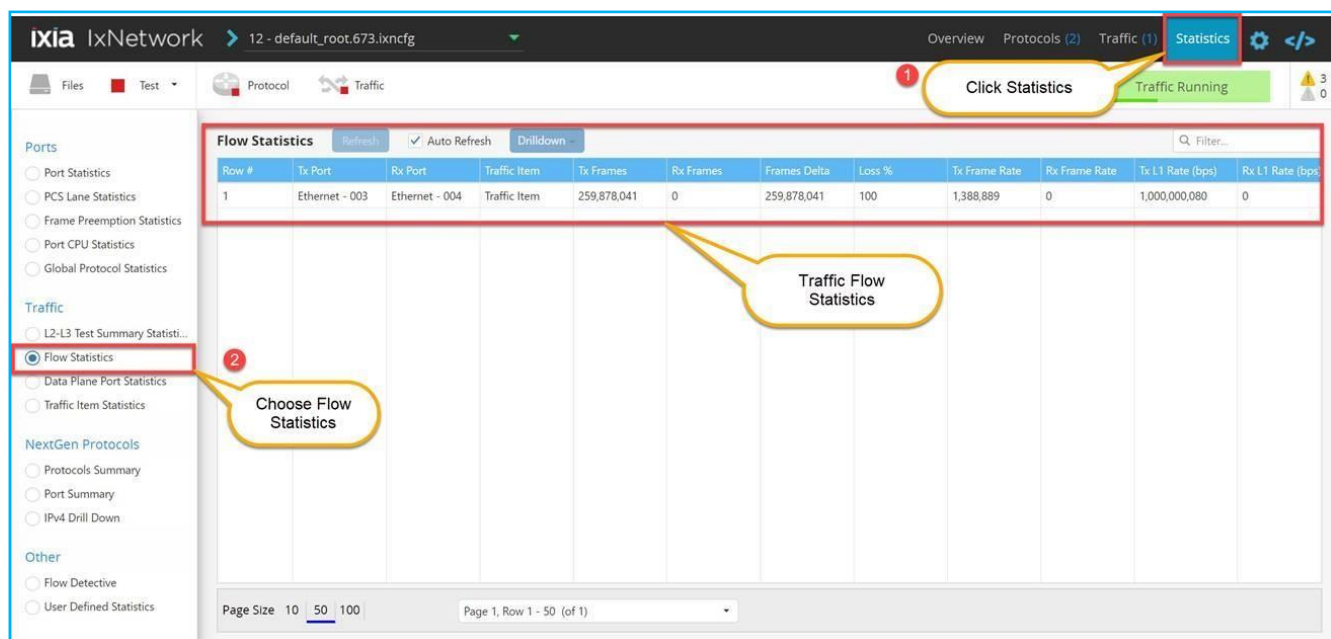 ixia IxNetwork 12 - default_root.673.ixncfg Overview Protocols (2) Traffic (1) Statistics </>
Files Test Protocol Traffic 1 Click Statistics Traffic Running 3
0
Ports
Port Statistics
PCS Lane Statistics
Frame Preemption Statistics
Port CPU Statistics
Global Protocol Statistics
Traffic
L2-L3 Test Summary Statisti...
Flow Statistics
Data Plane Port Statistics
Traffic Item Statistics
NextGen Protocols
Protocols Summary
Port Summary
IPv4 Drill Down
Other
Flow Detective
User Defined Statistics
Flow Statistics Refresh Auto Refresh Drilldown Filter...
Row # Tx Port Rx Port Traffic Item Tx Frames Rx Frames Frames Delta Loss % Tx Frame Rate Rx Frame Rate Tx L1 Rate (bps) Rx L1 Rate (bps)
1 Ethernet - 003 Ethernet - 004 Traffic Item 259,878,041 0 259,878,041 100 1,388,889 0 1,000,000,080 0
Traffic Flow
Statistics
2
Choose Flow
Statistics
Page Size 10 50 100 Page 1, Row 1 - 50 (of 1)